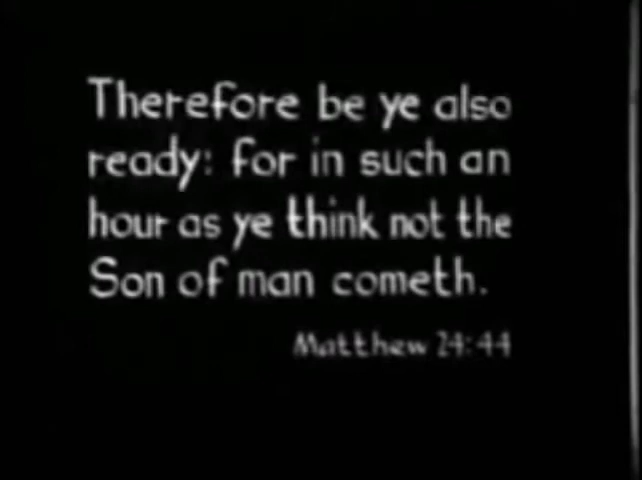 Therefore be ye also
ready: for in such an
hour as ye think not the
Son of man cometh.
Matthew 24:44